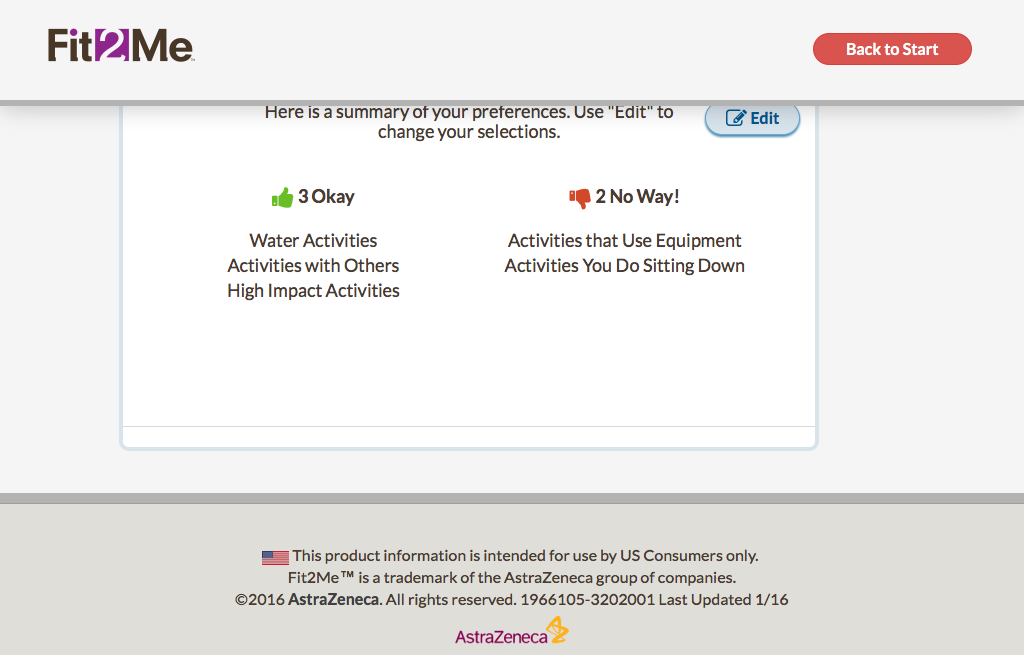 Fit2Me™
Back to Start
Here is a summary of your preferences. Use "Edit" to
change your selections.
Edit
3 Okay
2 No Way!
Water Activities
Activities with Others
High Impact Activities
Activities that Use Equipment
Activities You Do Sitting Down
This product information is intended for use by US Consumers only.
Fit2Me™ is a trademark of the AstraZeneca group of companies.
©2016 AstraZeneca. All rights reserved. 1966105-3202001 Last Updated 1/16
AstraZeneca